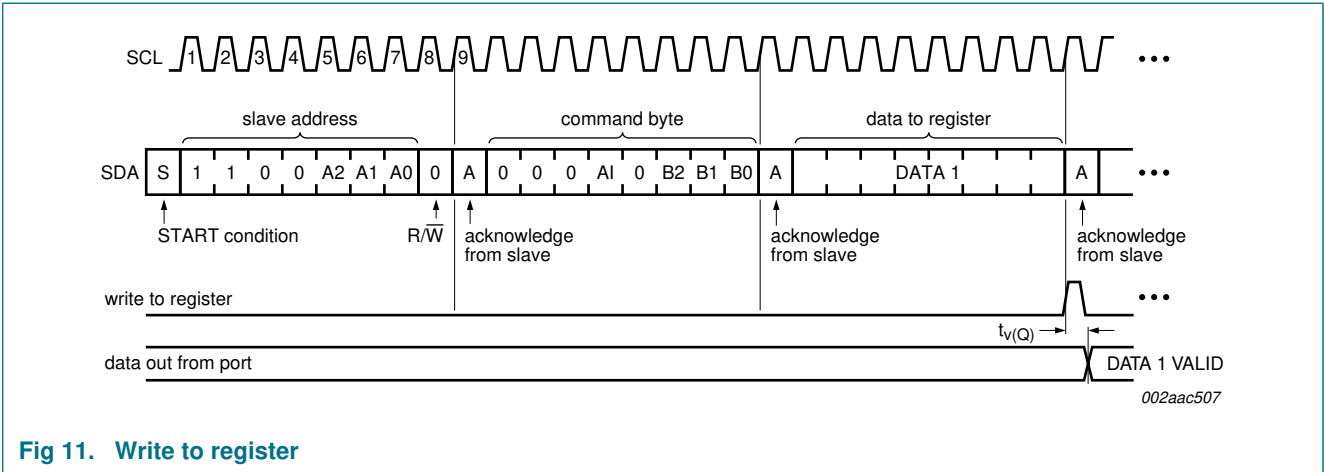 SCL 1 2 3 4 5 6 7 8 9
slave address command byte data to register
SDA S 1 1 0 0 A2 A1 A0 0 A 0 0 0 AI 0 B2 B1 B0 A DATA 1 A
START condition R/W̅ acknowledge from slave acknowledge from slave acknowledge from slave
write to register
tv(Q)
data out from port DATA 1 VALID
002aac507
Fig 11. Write to register